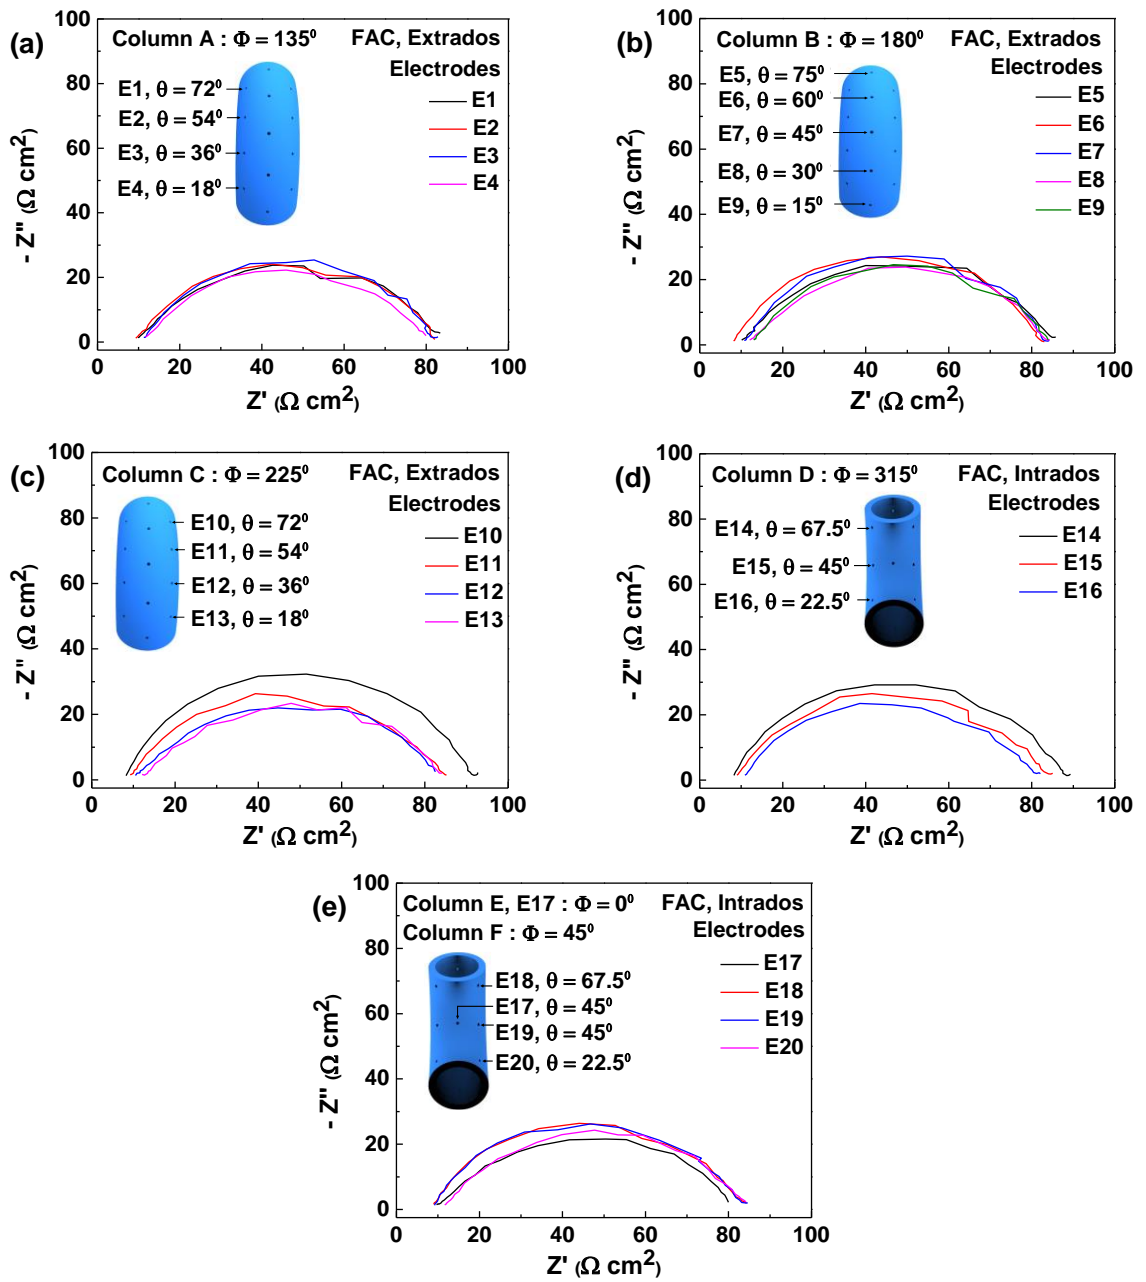 (a)
Column A : Φ = 135⁰
FAC, Extrados
Electrodes
E1, θ = 72⁰
E2, θ = 54⁰
E3, θ = 36⁰
E4, θ = 18⁰
E1
E2
E3
E4
100
80
60
40
20
0
- Z'' (Ω cm²)
0 20 40 60 80 100
Z' (Ω cm²)
(b)
Column B : Φ = 180⁰
FAC, Extrados
Electrodes
E5, θ = 75⁰
E6, θ = 60⁰
E7, θ = 45⁰
E8, θ = 30⁰
E9, θ = 15⁰
E5
E6
E7
E8
E9
100
80
60
40
20
0
- Z'' (Ω cm²)
0 20 40 60 80 100
Z' (Ω cm²)
(c)
Column C : Φ = 225⁰
FAC, Extrados
Electrodes
E10, θ = 72⁰
E11, θ = 54⁰
E12, θ = 36⁰
E13, θ = 18⁰
E10
E11
E12
E13
100
80
60
40
20
0
- Z'' (Ω cm²)
0 20 40 60 80 100
Z' (Ω cm²)
(d)
Column D : Φ = 315⁰
FAC, Intrados
Electrodes
E14, θ = 67.5⁰
E15, θ = 45⁰
E16, θ = 22.5⁰
E14
E15
E16
100
80
60
40
20
0
- Z'' (Ω cm²)
0 20 40 60 80 100
Z' (Ω cm²)
(e)
Column E, E17 : Φ = 0⁰
Column F : Φ = 45⁰
FAC, Intrados
Electrodes
E18, θ = 67.5⁰
E17, θ = 45⁰
E19, θ = 45⁰
E20, θ = 22.5⁰
E17
E18
E19
E20
100
80
60
40
20
0
- Z'' (Ω cm²)
0 20 40 60 80 100
Z' (Ω cm²)